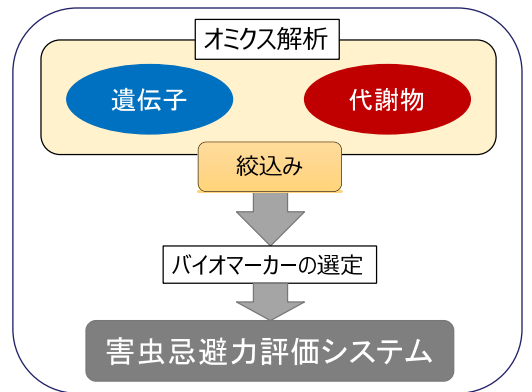 オミクス解析
遺伝子
代謝物
絞込み
バイオマーカーの選定
害虫忌避力評価システム